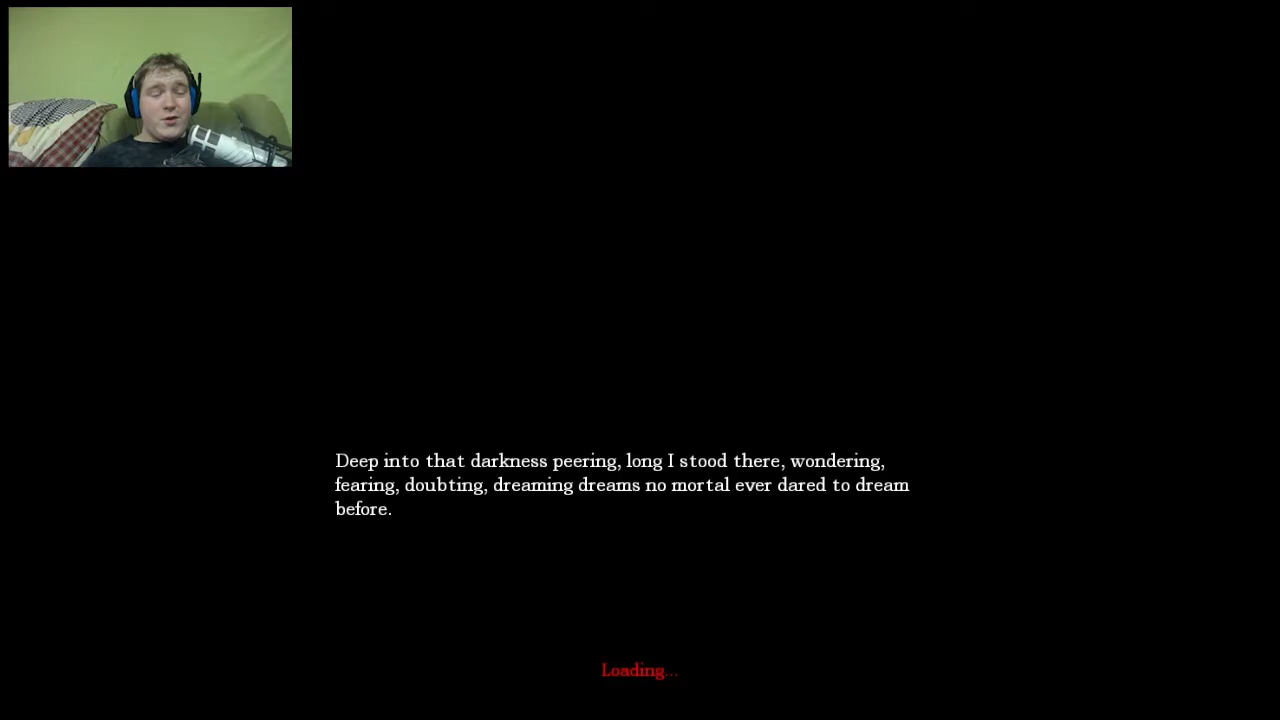 Deep into that darkness peering, long I stood there, wondering,
fearing, doubting, dreaming dreams no mortal ever dared to dream
before.
Loading...